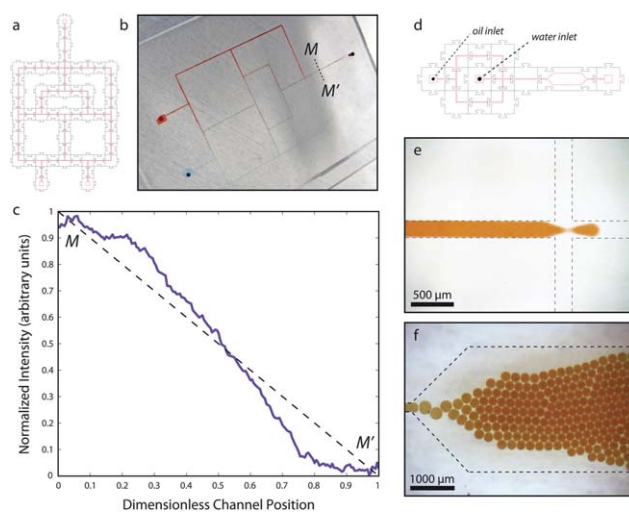 a
b
M
M'
d
oil inlet
water inlet
c
1
0.9
0.8
0.7
0.6
0.5
0.4
0.3
0.2
0.1
0
M
M'
0 0.1 0.2 0.3 0.4 0.5 0.6 0.7 0.8 0.9 1
Normalized Intensity (arbitrary units)
Dimensionless Channel Position
e
500 µm
f
1000 µm